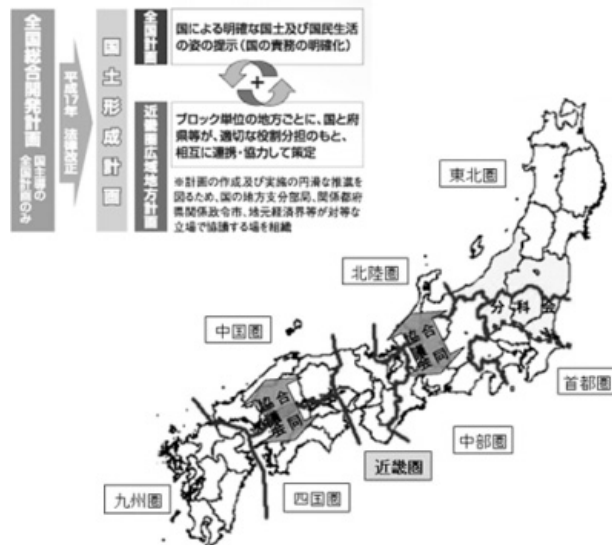 全国総合開発計画
国主導の
全国計画のみ
平成17年 法律改正
国土形成計画
全国計画
国による明確な国土及び国民生活
の姿の提示(国の責務の明確化)
+
近畿圏広域地方計画
ブロック単位の地方ごとに、国と府
県等が、適切な役割分担のもと、
相互に連携・協力して策定
※計画の作成及び実施の円滑な推進を
図るため、国の地方支分部局、関係都府
県関係政令市、地元経済界等が対等な
立場で協議する場を組織
東北圏
北陸圏
分科会
合同協議会
中国圏
首都圏
合同協議会
中部圏
近畿圏
四国圏
九州圏